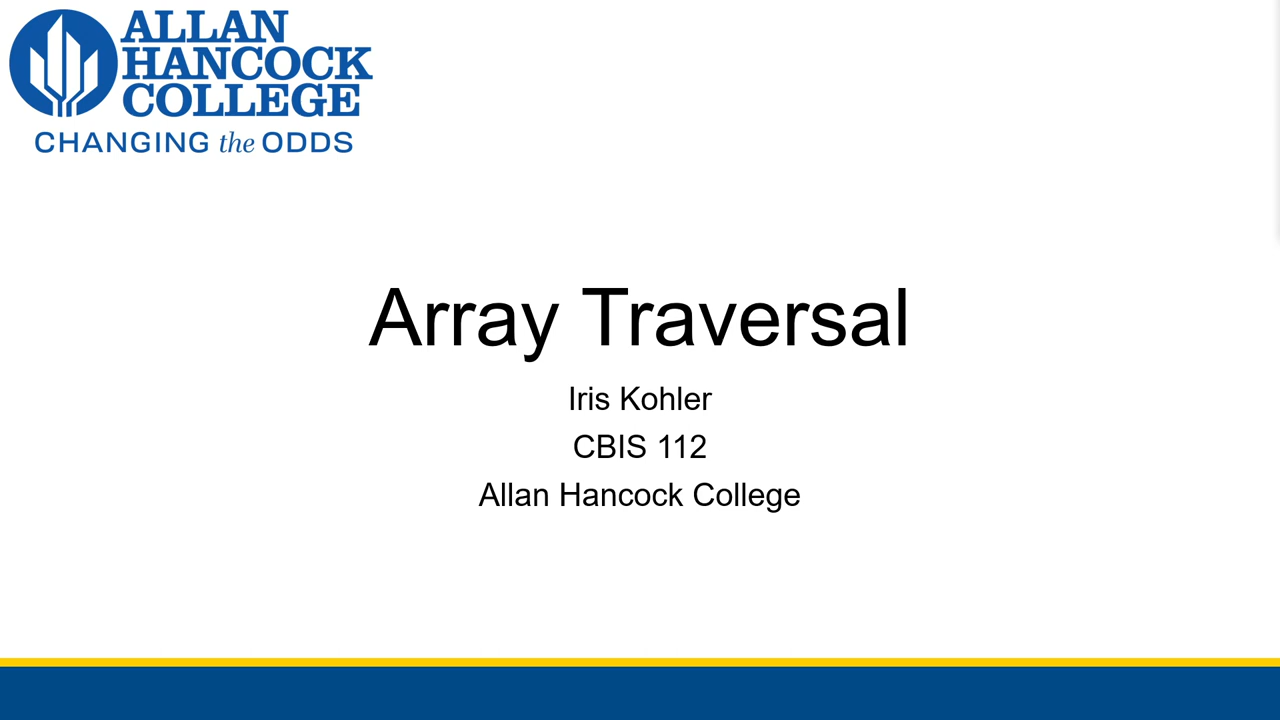 ALLAN
HANCOCK
COLLEGE
CHANGING the ODDS
Array Traversal
Iris Kohler
CBIS 112
Allan Hancock College